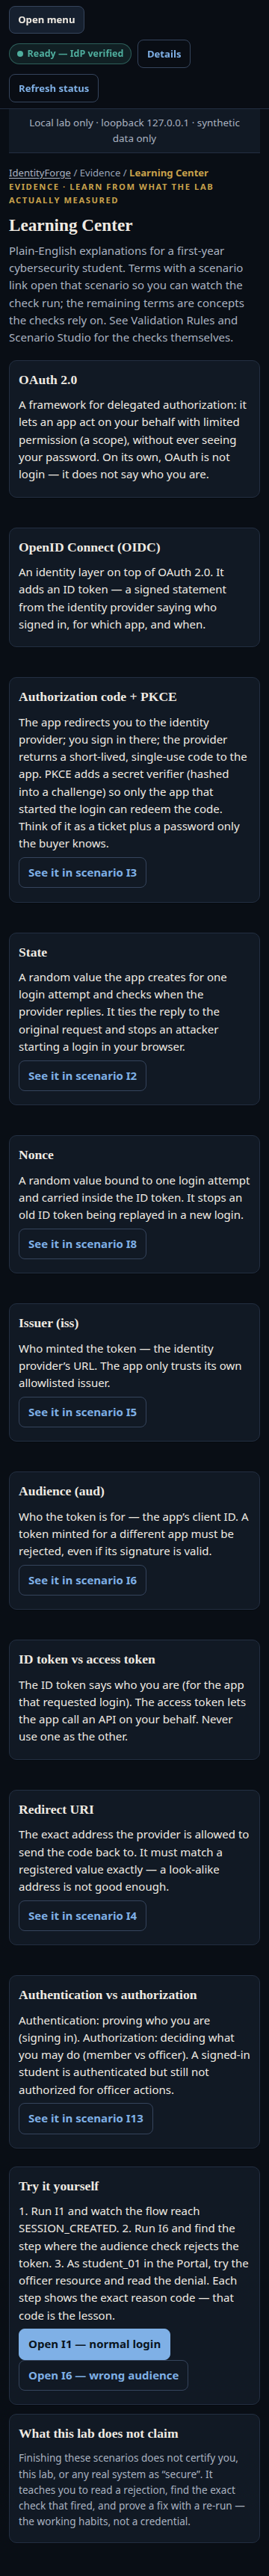 Open menu
Ready — IdP verified
Details
Refresh status
Local lab only · loopback 127.0.0.1 · synthetic
data only
IdentityForge / Evidence / Learning Center
EVIDENCE · LEARN FROM WHAT THE LAB
ACTUALLY MEASURED
Learning Center
Plain-English explanations for a first-year
cybersecurity student. Terms with a scenario
link open that scenario so you can watch the
check run; the remaining terms are concepts
the checks rely on. See Validation Rules and
Scenario Studio for the checks themselves.
OAuth 2.0
A framework for delegated authorization: it
lets an app act on your behalf with limited
permission (a scope), without ever seeing
your password. On its own, OAuth is not
login — it does not say who you are.
OpenID Connect (OIDC)
An identity layer on top of OAuth 2.0. It
adds an ID token — a signed statement
from the identity provider saying who
signed in, for which app, and when.
Authorization code + PKCE
The app redirects you to the identity
provider; you sign in there; the provider
returns a short-lived, single-use code to the
app. PKCE adds a secret verifier (hashed
into a challenge) so only the app that
started the login can redeem the code.
Think of it as a ticket plus a password only
the buyer knows.
See it in scenario I3
State
A random value the app creates for one
login attempt and checks when the
provider replies. It ties the reply to the
original request and stops an attacker
starting a login in your browser.
See it in scenario I2
Nonce
A random value bound to one login attempt
and carried inside the ID token. It stops an
old ID token being replayed in a new login.
See it in scenario I8
Issuer (iss)
Who minted the token — the identity
provider’s URL. The app only trusts its own
allowlisted issuer.
See it in scenario I5
Audience (aud)
Who the token is for — the app’s client ID. A
token minted for a different app must be
rejected, even if its signature is valid.
See it in scenario I6
ID token vs access token
The ID token says who you are (for the app
that requested login). The access token lets
the app call an API on your behalf. Never
use one as the other.
Redirect URI
The exact address the provider is allowed to
send the code back to. It must match a
registered value exactly — a look-alike
address is not good enough.
See it in scenario I4
Authentication vs authorization
Authentication: proving who you are
(signing in). Authorization: deciding what
you may do (member vs officer). A signed-in
student is authenticated but still not
authorized for officer actions.
See it in scenario I13
Try it yourself
1. Run I1 and watch the flow reach
SESSION_CREATED. 2. Run I6 and find the
step where the audience check rejects the
token. 3. As student_01 in the Portal, try the
officer resource and read the denial. Each
step shows the exact reason code — that
code is the lesson.
Open I1 — normal login
Open I6 — wrong audience
What this lab does not claim
Finishing these scenarios does not certify you,
this lab, or any real system as “secure”. It
teaches you to read a rejection, find the exact
check that fired, and prove a fix with a re-run —
the working habits, not a credential.